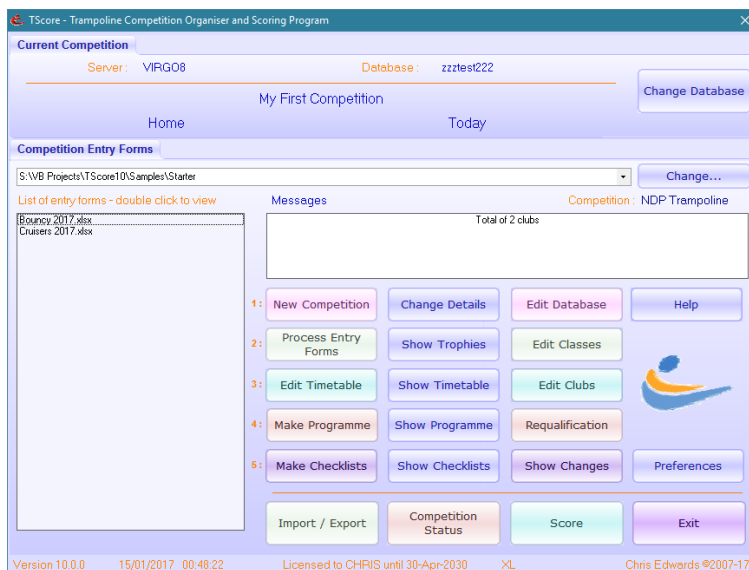 TScore - Trampoline Competition Organiser and Scoring Program
Current Competition
Server : VIRGO8 Database : zzztest222
Change Database
My First Competition
Home Today
Competition Entry Forms
S:\VB Projects\TScore10\Samples\Starter Change...
List of entry forms - double click to view Messages Competition : NDP Trampoline
Bouncy 2017.xlsx
Cruisers 2017.xlsx
Total of 2 clubs
1 : New Competition Change Details Edit Database Help
2 : Process Entry Forms Show Trophies Edit Classes
3 : Edit Timetable Show Timetable Edit Clubs
4 : Make Programme Show Programme Requalification
5 : Make Checklists Show Checklists Show Changes Preferences
Import / Export Competition Status Score Exit
Version 10.0.0 15/01/2017 00:48:22 Licensed to CHRIS until 30-Apr-2030 XL Chris Edwards ©2007-17